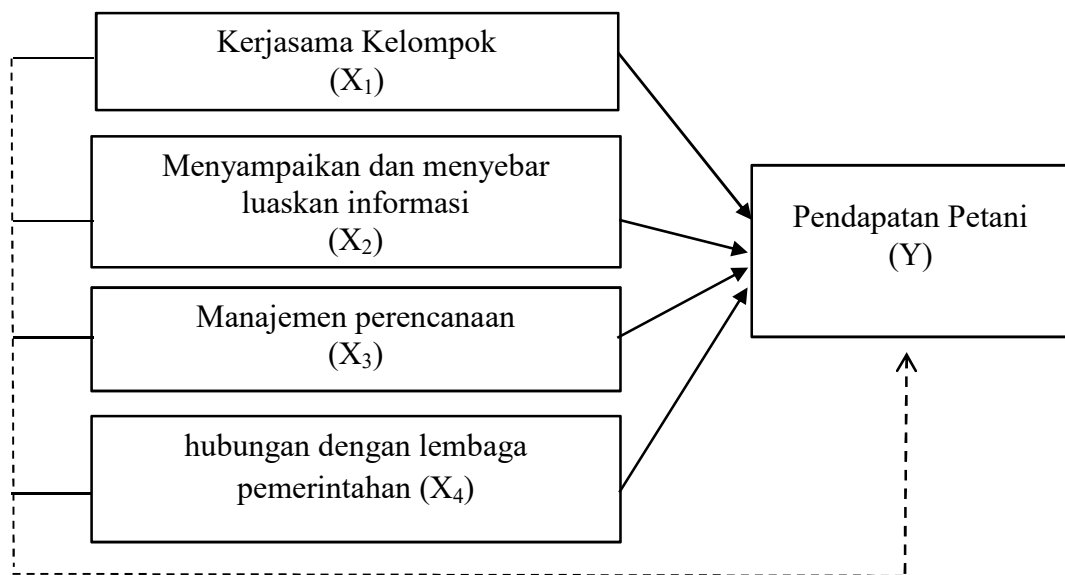 Kerjasama Kelompok
(X₁)
Menyampaikan dan menyebar
luaskan informasi
(X₂)
Manajemen perencanaan
(X₃)
hubungan dengan lembaga
pemerintahan (X₄)
Pendapatan Petani
(Y)